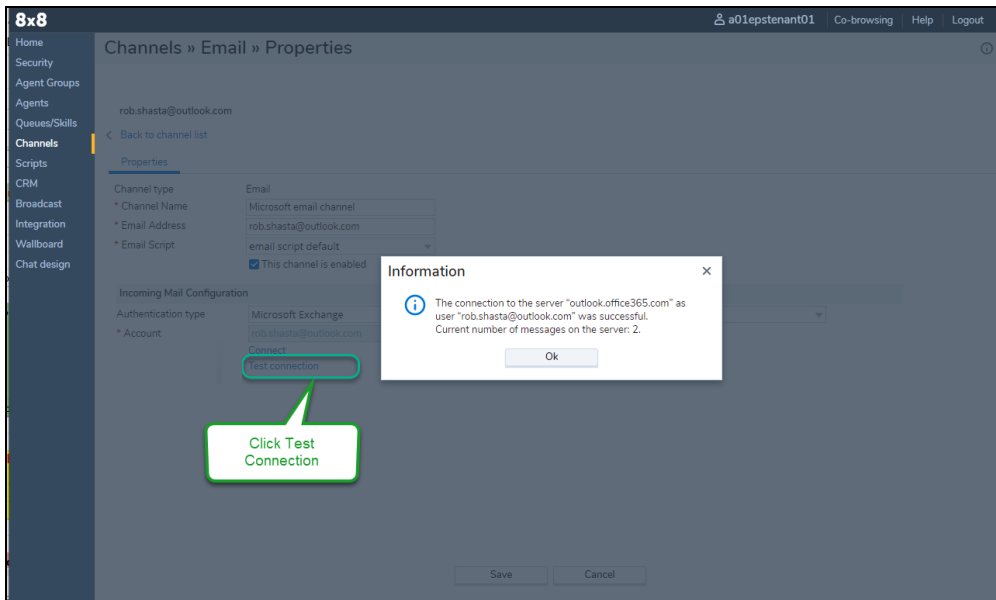 8x8
a01epstenant01 Co-browsing Help Logout
Home
Security
Agent Groups
Agents
Queues/Skills
Channels
Scripts
CRM
Broadcast
Integration
Wallboard
Chat design
Channels » Email » Properties
rob.shasta@outlook.com
Back to channel list
Properties
Channel type Email
* Channel Name Microsoft email channel
* Email Address rob.shasta@outlook.com
* Email Script email script default
This channel is enabled
Incoming Mail Configuration
Authentication type Microsoft Exchange
* Account rob.shasta@outlook.com
Connect
Test connection
Information
The connection to the server "outlook.office365.com" as
user "rob.shasta@outlook.com" was successful.
Current number of messages on the server: 2.
Ok
Click Test
Connection
Save Cancel